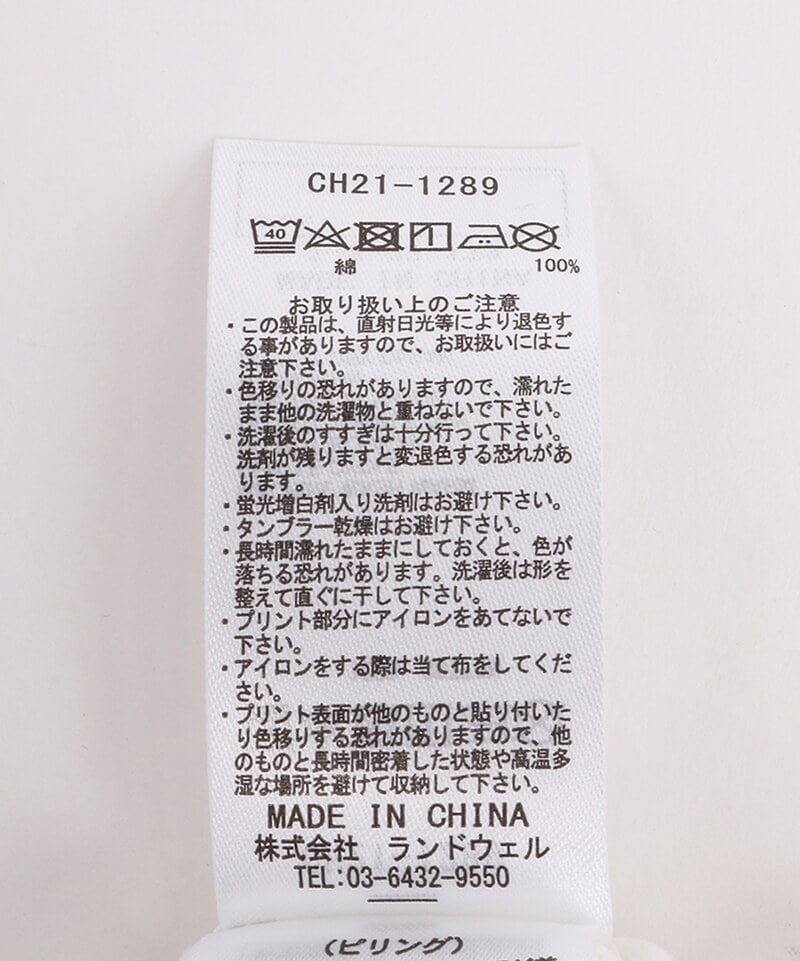 CH21-1289
40
綿 100%
お取り扱い上のご注意
・この製品は、直射日光等により退色す
る事がありますので、お取扱いにはご
注意下さい。
・色移りの恐れがありますので、濡れた
まま他の洗濯物と重ねないで下さい。
・洗濯後のすすぎは十分行って下さい。
洗剤が残りますと変退色する恐れがあ
ります。
・蛍光増白剤入り洗剤はお避け下さい。
・タンブラー乾燥はお避け下さい。
・長時間濡れたままにしておくと、色が
落ちる恐れがあります。洗濯後は形を
整えて直ぐに干して下さい。
・プリント部分にアイロンをあてないで
下さい。
・アイロンをする際は当て布をしてくだ
さい。
・プリント表面が他のものと貼り付いた
り色移りする恐れがありますので、他
のものと長時間密着した状態や高温多
湿な場所を避けて収納して下さい。
MADE IN CHINA
株式会社 ランドウェル
TEL:03-6432-9550
(ピリング)